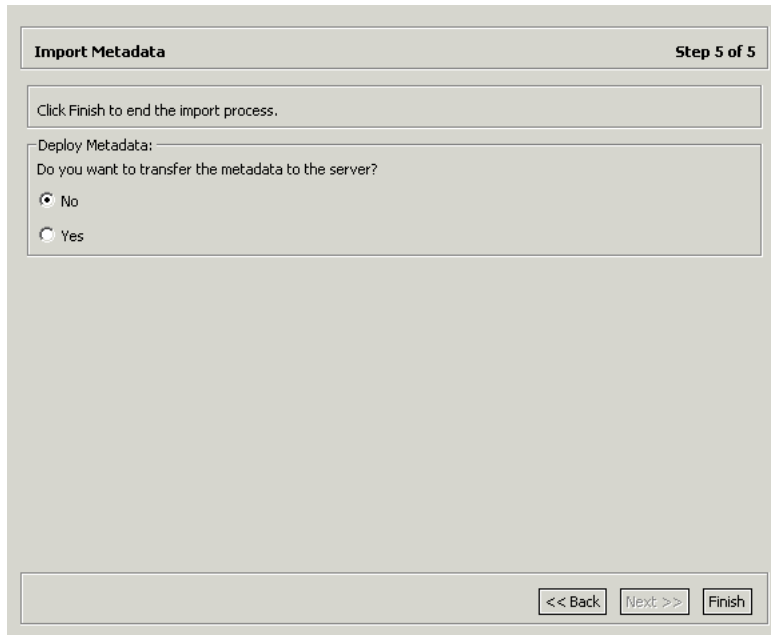 Import Metadata Step 5 of 5
Click Finish to end the import process.
Deploy Metadata:
Do you want to transfer the metadata to the server?
No
Yes
<< Back Next >> Finish